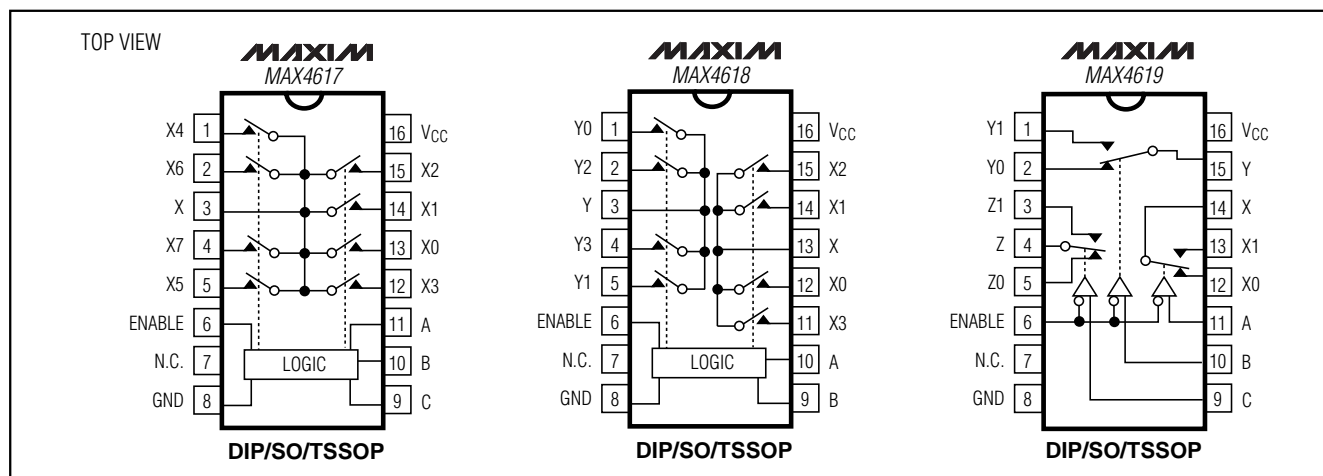 TOP VIEW
MAXIM
MAX4617
X4 1 16 VCC
X6 2 15 X2
X 3 14 X1
X7 4 13 X0
X5 5 12 X3
ENABLE 6 11 A
N.C. 7 LOGIC 10 B
GND 8 9 C
DIP/SO/TSSOP
MAXIM
MAX4618
Y0 1 16 VCC
Y2 2 15 X2
Y 3 14 X1
Y3 4 13 X
Y1 5 12 X0
ENABLE 6 11 X3
N.C. 7 LOGIC 10 A
GND 8 9 B
DIP/SO/TSSOP
MAXIM
MAX4619
Y1 1 16 VCC
Y0 2 15 Y
Z1 3 14 X
Z 4 13 X1
Z0 5 12 X0
ENABLE 6 11 A
N.C. 7 10 B
GND 8 9 C
DIP/SO/TSSOP